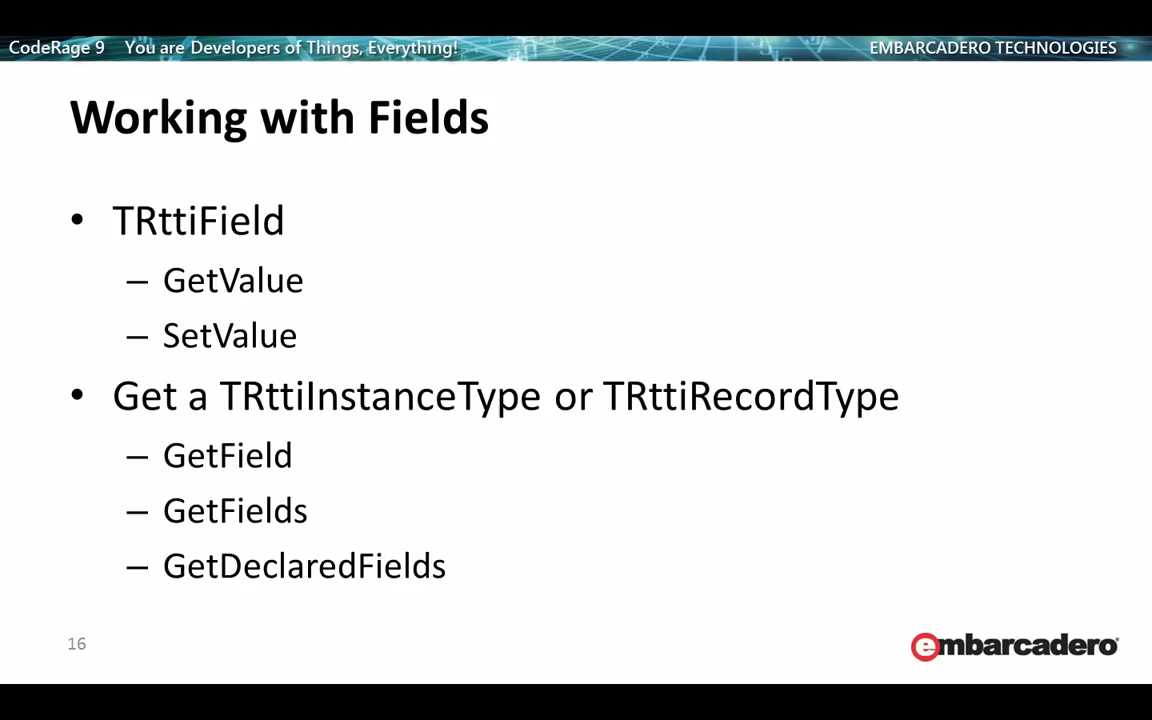 CodeRage 9 You are Developers of Things, Everything!
EMBARCADERO TECHNOLOGIES
Working with Fields
• TRttiField
– GetValue
– SetValue
• Get a TRttiInstanceType or TRttiRecordType
– GetField
– GetFields
– GetDeclaredFields
16
embarcadero